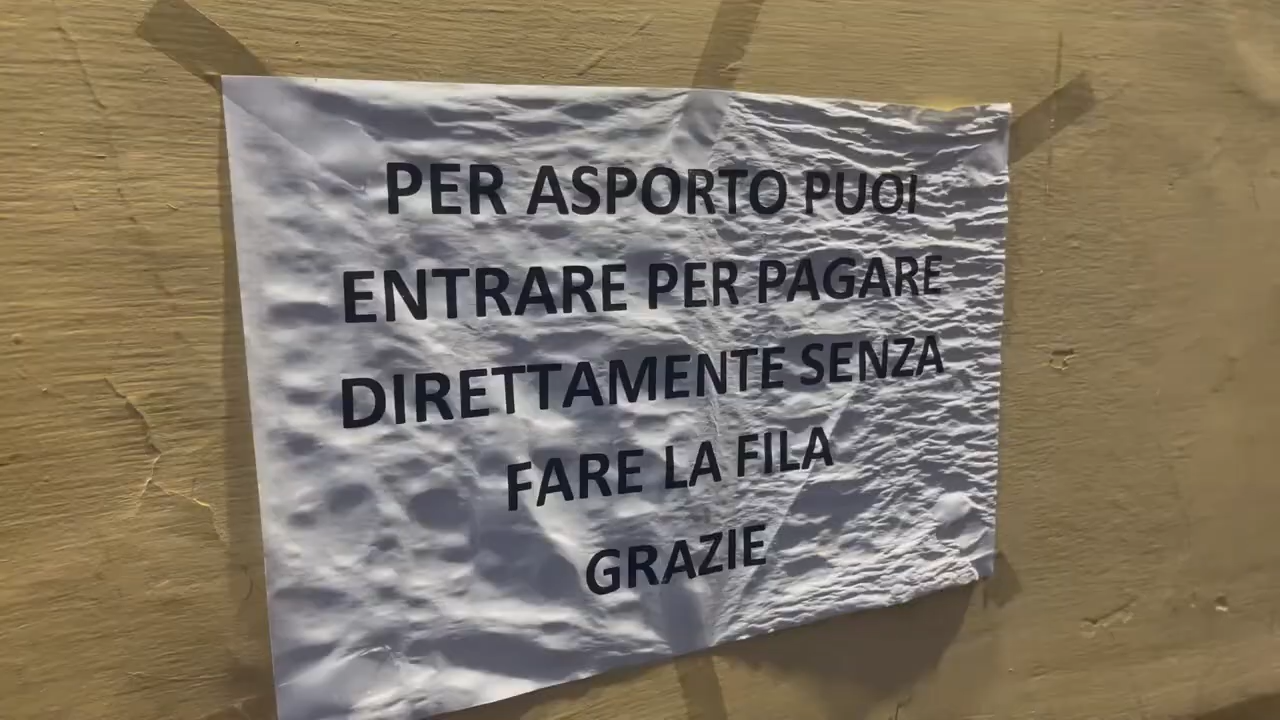 PER ASPORTO PUOI
ENTRARE PER PAGARE
DIRETTAMENTE SENZA
FARE LA FILA
GRAZIE